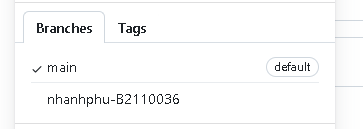 Branches Tags
main default
nhanhphu-B2110036